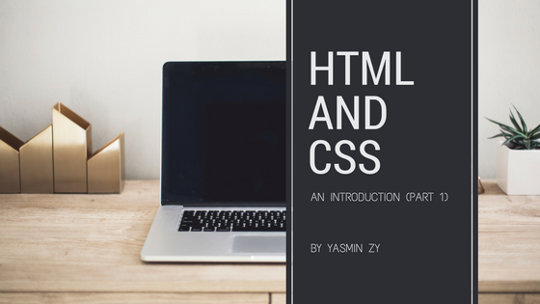 HTML
AND
CSS
AN INTRODUCTION (PART 1)
BY YASMIN ZY